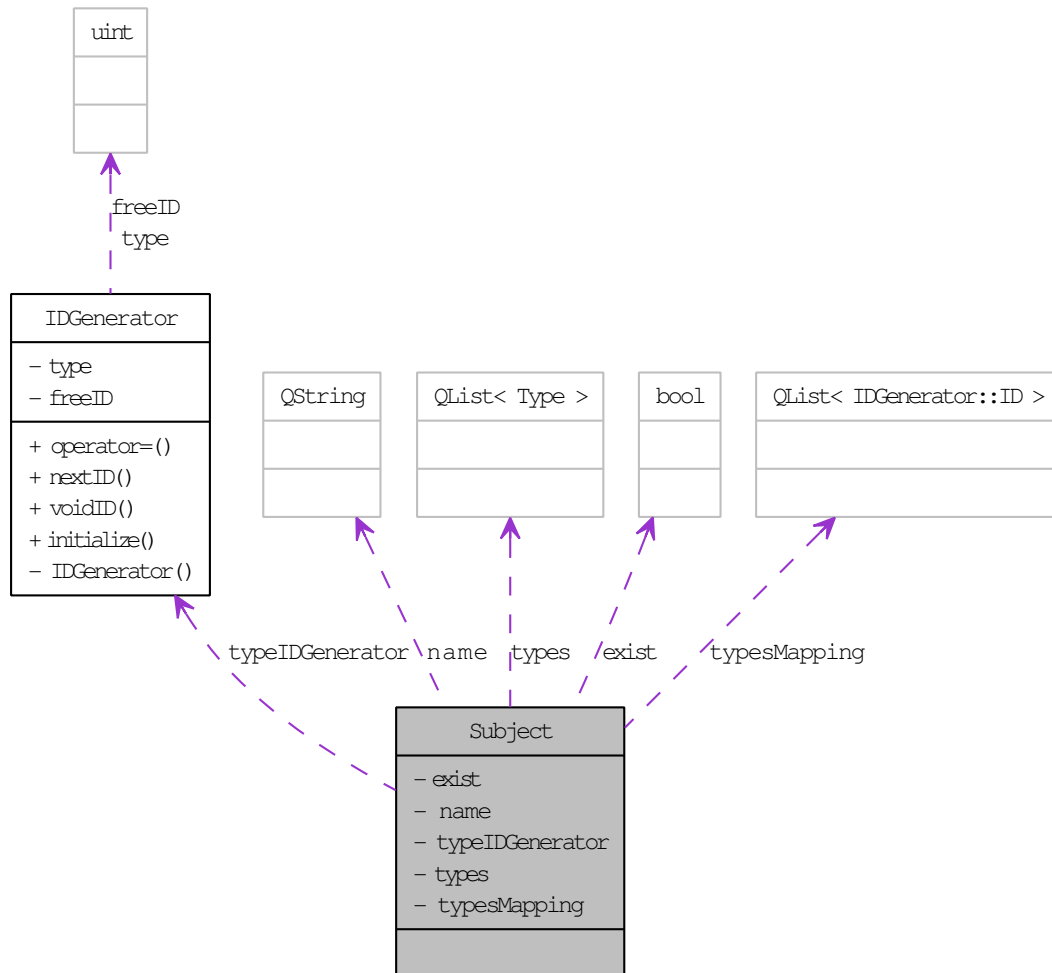 uint
freeID
type
IDGenerator
- type
- freeID
+ operator=()
+ nextID()
+ voidID()
+ initialize()
- IDGenerator()
QString
QList< Type >
bool
QList< IDGenerator::ID >
typeIDGenerator
name
types
exist
typesMapping
Subject
- exist
- name
- typeIDGenerator
- types
- typesMapping